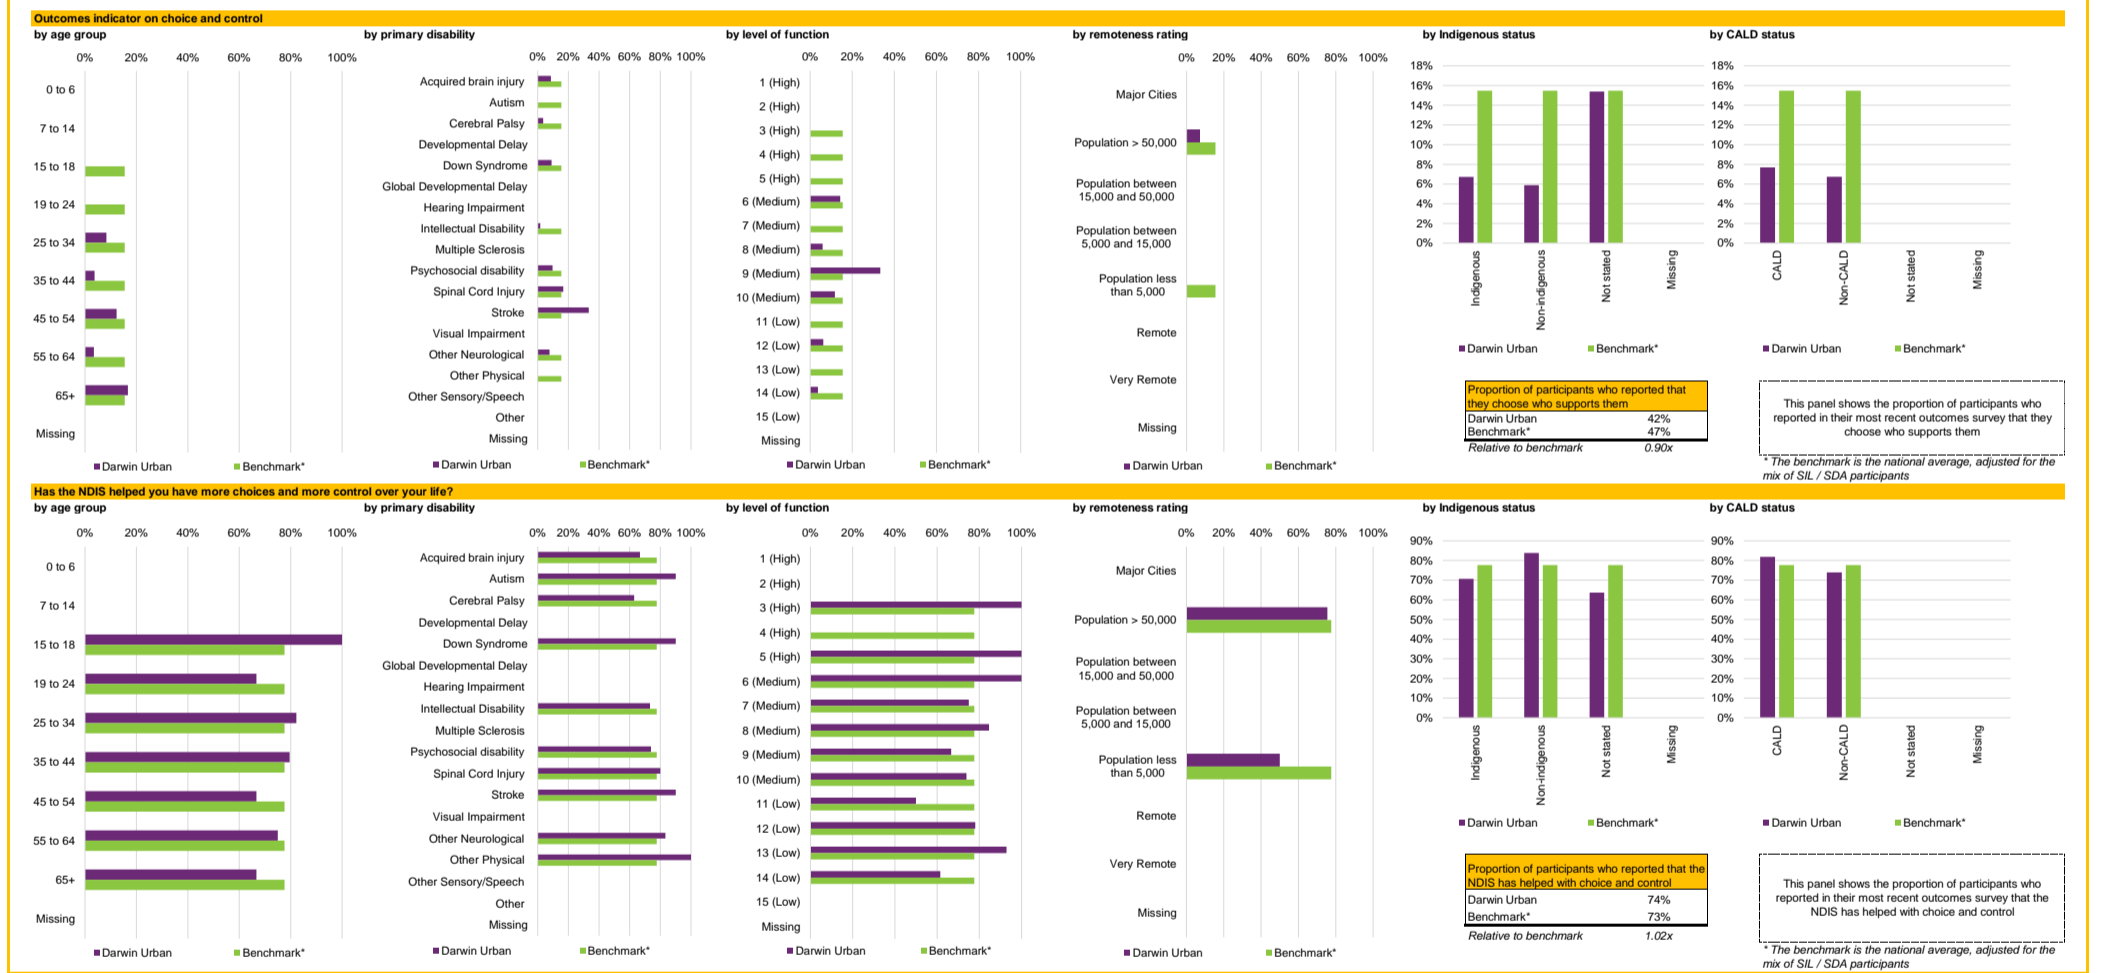 Outcomes indicator on choice and control
by age group
0% 20% 40% 60% 80% 100%
0 to 6
7 to 14
15 to 18
19 to 24
25 to 34
35 to 44
45 to 54
55 to 64
65+
Missing
Darwin Urban Benchmark*
by primary disability
0% 20% 40% 60% 80% 100%
Acquired brain injury
Autism
Cerebral Palsy
Developmental Delay
Down Syndrome
Global Developmental Delay
Hearing Impairment
Intellectual Disability
Multiple Sclerosis
Psychosocial disability
Spinal Cord Injury
Stroke
Visual Impairment
Other Neurological
Other Physical
Other Sensory/Speech
Other
Missing
Darwin Urban Benchmark*
by level of function
0% 20% 40% 60% 80% 100%
1 (High)
2 (High)
3 (High)
4 (High)
5 (High)
6 (Medium)
7 (Medium)
8 (Medium)
9 (Medium)
10 (Medium)
11 (Low)
12 (Low)
13 (Low)
14 (Low)
15 (Low)
Missing
Darwin Urban Benchmark*
by remoteness rating
0% 20% 40% 60% 80% 100%
Major Cities
Population > 50,000
Population between
15,000 and 50,000
Population between
5,000 and 15,000
Population less
than 5,000
Remote
Very Remote
Missing
Darwin Urban Benchmark*
by Indigenous status
18%
16%
14%
12%
10%
8%
6%
4%
2%
0%
Indigenous
Non-indigenous
Not stated
Missing
Darwin Urban Benchmark*
by CALD status
18%
16%
14%
12%
10%
8%
6%
4%
2%
0%
CALD
Non-CALD
Not stated
Missing
Darwin Urban Benchmark*
Proportion of participants who reported that
they choose who supports them
Darwin Urban 42%
Benchmark* 47%
Relative to benchmark 0.90x
This panel shows the proportion of participants who
reported in their most recent outcomes survey that they
choose who supports them
* The benchmark is the national average, adjusted for the
mix of SIL / SDA participants
Has the NDIS helped you have more choices and more control over your life?
by age group
0% 20% 40% 60% 80% 100%
0 to 6
7 to 14
15 to 18
19 to 24
25 to 34
35 to 44
45 to 54
55 to 64
65+
Missing
Darwin Urban Benchmark*
by primary disability
0% 20% 40% 60% 80% 100%
Acquired brain injury
Autism
Cerebral Palsy
Developmental Delay
Down Syndrome
Global Developmental Delay
Hearing Impairment
Intellectual Disability
Multiple Sclerosis
Psychosocial disability
Spinal Cord Injury
Stroke
Visual Impairment
Other Neurological
Other Physical
Other Sensory/Speech
Other
Missing
Darwin Urban Benchmark*
by level of function
0% 20% 40% 60% 80% 100%
1 (High)
2 (High)
3 (High)
4 (High)
5 (High)
6 (Medium)
7 (Medium)
8 (Medium)
9 (Medium)
10 (Medium)
11 (Low)
12 (Low)
13 (Low)
14 (Low)
15 (Low)
Missing
Darwin Urban Benchmark*
by remoteness rating
0% 20% 40% 60% 80% 100%
Major Cities
Population > 50,000
Population between
15,000 and 50,000
Population between
5,000 and 15,000
Population less
than 5,000
Remote
Very Remote
Missing
Darwin Urban Benchmark*
by Indigenous status
90%
80%
70%
60%
50%
40%
30%
20%
10%
0%
Indigenous
Non-indigenous
Not stated
Missing
Darwin Urban Benchmark*
by CALD status
90%
80%
70%
60%
50%
40%
30%
20%
10%
0%
CALD
Non-CALD
Not stated
Missing
Darwin Urban Benchmark*
Proportion of participants who reported that the
NDIS has helped with choice and control
Darwin Urban 74%
Benchmark* 73%
Relative to benchmark 1.02x
This panel shows the proportion of participants who
reported in their most recent outcomes survey that the
NDIS has helped with choice and control
* The benchmark is the national average, adjusted for the
mix of SIL / SDA participants